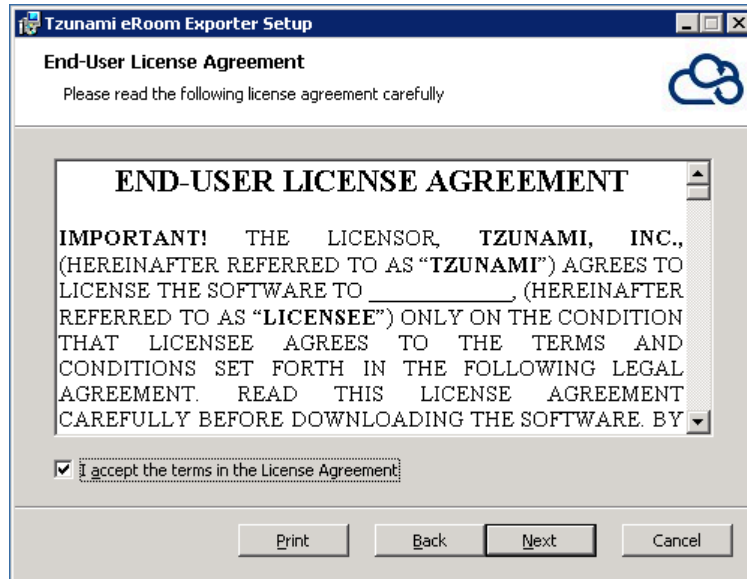 Tzunami eRoom Exporter Setup
End-User License Agreement
Please read the following license agreement carefully
END-USER LICENSE AGREEMENT
IMPORTANT! THE LICENSOR, TZUNAMI, INC.,
(HEREINAFTER REFERRED TO AS “TZUNAMI”) AGREES TO
LICENSE THE SOFTWARE TO ____________, (HEREINAFTER
REFERRED TO AS “LICENSEE”) ONLY ON THE CONDITION
THAT LICENSEE AGREES TO THE TERMS AND
CONDITIONS SET FORTH IN THE FOLLOWING LEGAL
AGREEMENT. READ THIS LICENSE AGREEMENT
CAREFULLY BEFORE DOWNLOADING THE SOFTWARE. BY
I accept the terms in the License Agreement
Print Back Next Cancel